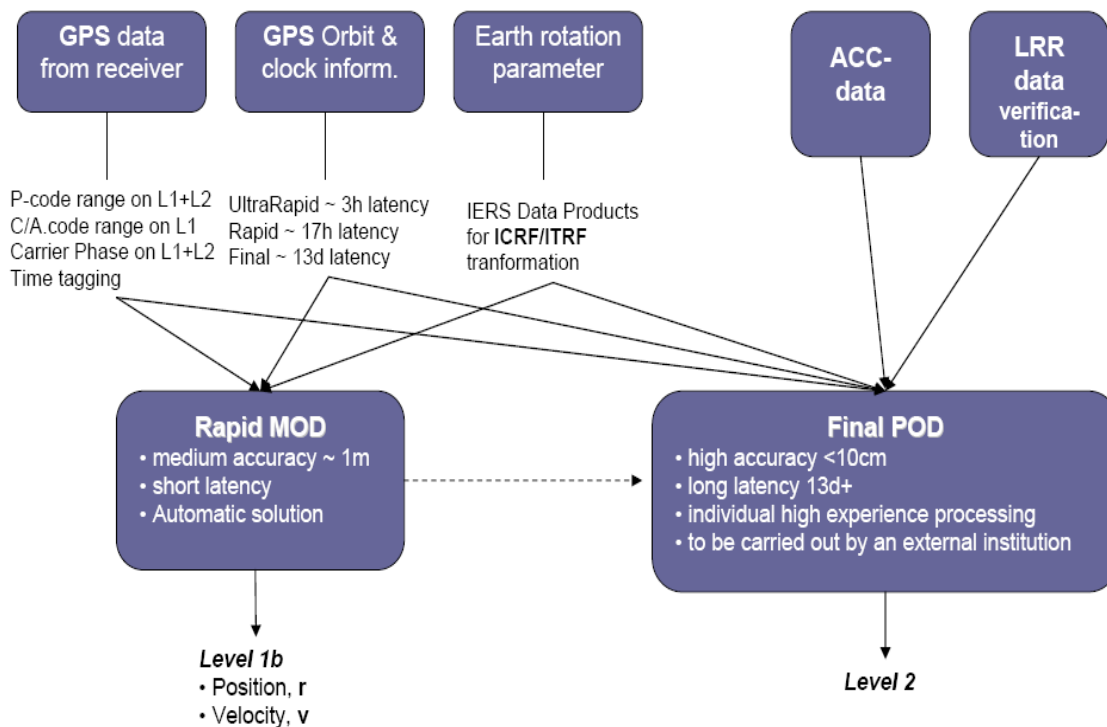 GPS data
from receiver
GPS Orbit &
clock inform.
Earth rotation
parameter
ACC-
data
LRR
data
verifica-
tion
P-code range on L1+L2
C/A.code range on L1
Carrier Phase on L1+L2
Time tagging
UltraRapid ~ 3h latency
Rapid ~ 17h latency
Final ~ 13d latency
IERS Data Products
for ICRF/ITRF
tranformation
Rapid MOD
• medium accuracy ~ 1m
• short latency
• Automatic solution
Final POD
• high accuracy <10cm
• long latency 13d+
• individual high experience processing
• to be carried out by an external institution
Level 1b
• Position, r
• Velocity, v
Level 2